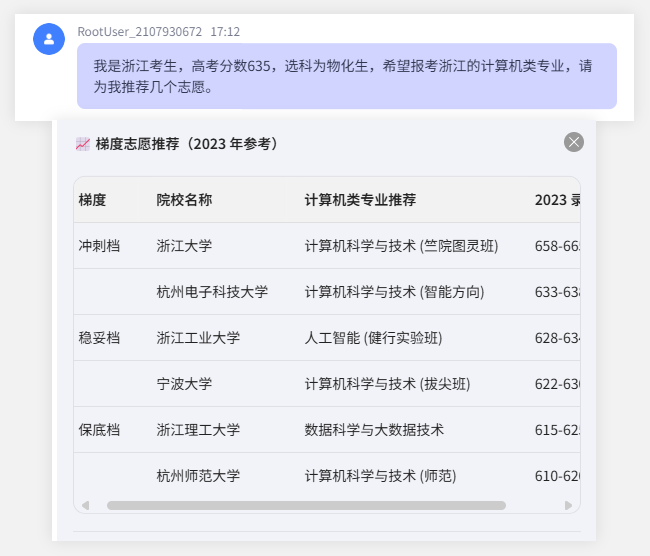 RootUser_2107930672 17:12
我是浙江考生，高考分数635，选科为物化生，希望报考浙江的计算机类专业，请
为我推荐几个志愿。
梯度志愿推荐（2023 年参考）
梯度 院校名称 计算机类专业推荐 2023
冲刺档 浙江大学 计算机科学与技术 (竺院图灵班) 658-66
杭州电子科技大学 计算机科学与技术 (智能方向) 633-63
稳妥档 浙江工业大学 人工智能 (健行实验班) 628-63
宁波大学 计算机科学与技术 (拔尖班) 622-63
保底档 浙江理工大学 数据科学与大数据技术 615-62
杭州师范大学 计算机科学与技术 (师范) 610-62